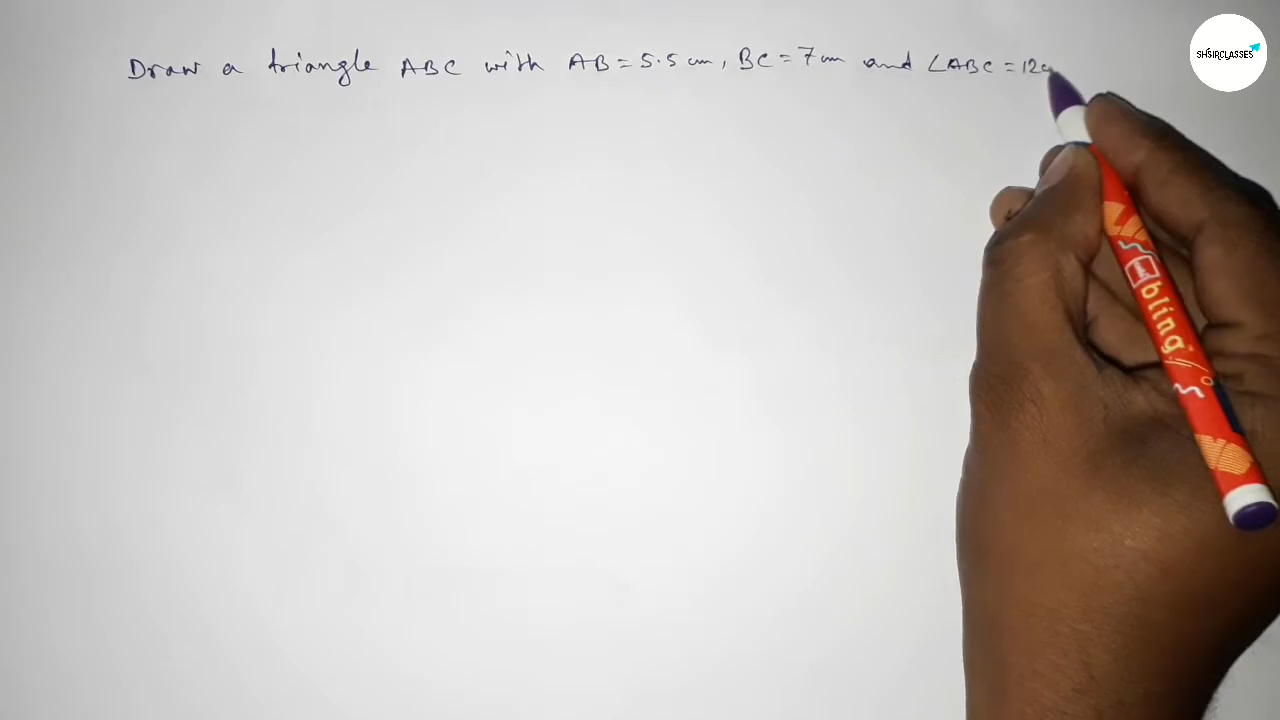 Draw a triangle ABC with AB = 5.5 cm, BC = 7 cm and ∠ABC = 12
SHSIRCLASSES
bling